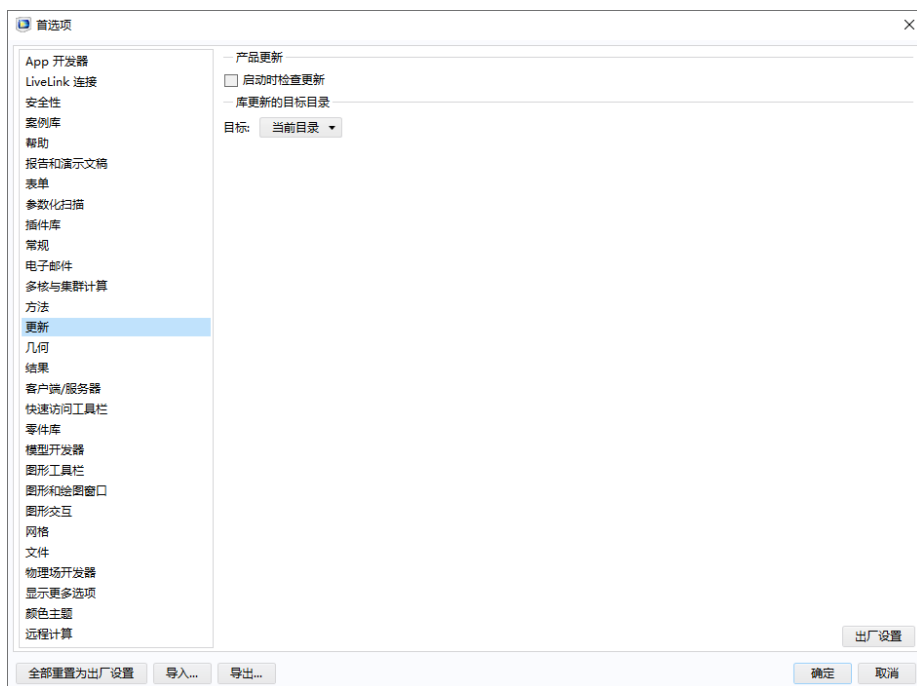 首选项
App 开发器
LiveLink 连接
安全性
案例库
帮助
报告和演示文稿
表单
参数化扫描
插件库
常规
电子邮件
多核与集群计算
方法
更新
几何
结果
客户端/服务器
快速访问工具栏
零件库
模型开发器
图形工具栏
图形和绘图窗口
图形交互
网格
文件
物理场开发器
显示更多选项
颜色主题
远程计算
产品更新
启动时检查更新
库更新的目标目录
目标: 当前目录
出厂设置
全部重置为出厂设置 导入... 导出... 确定 取消